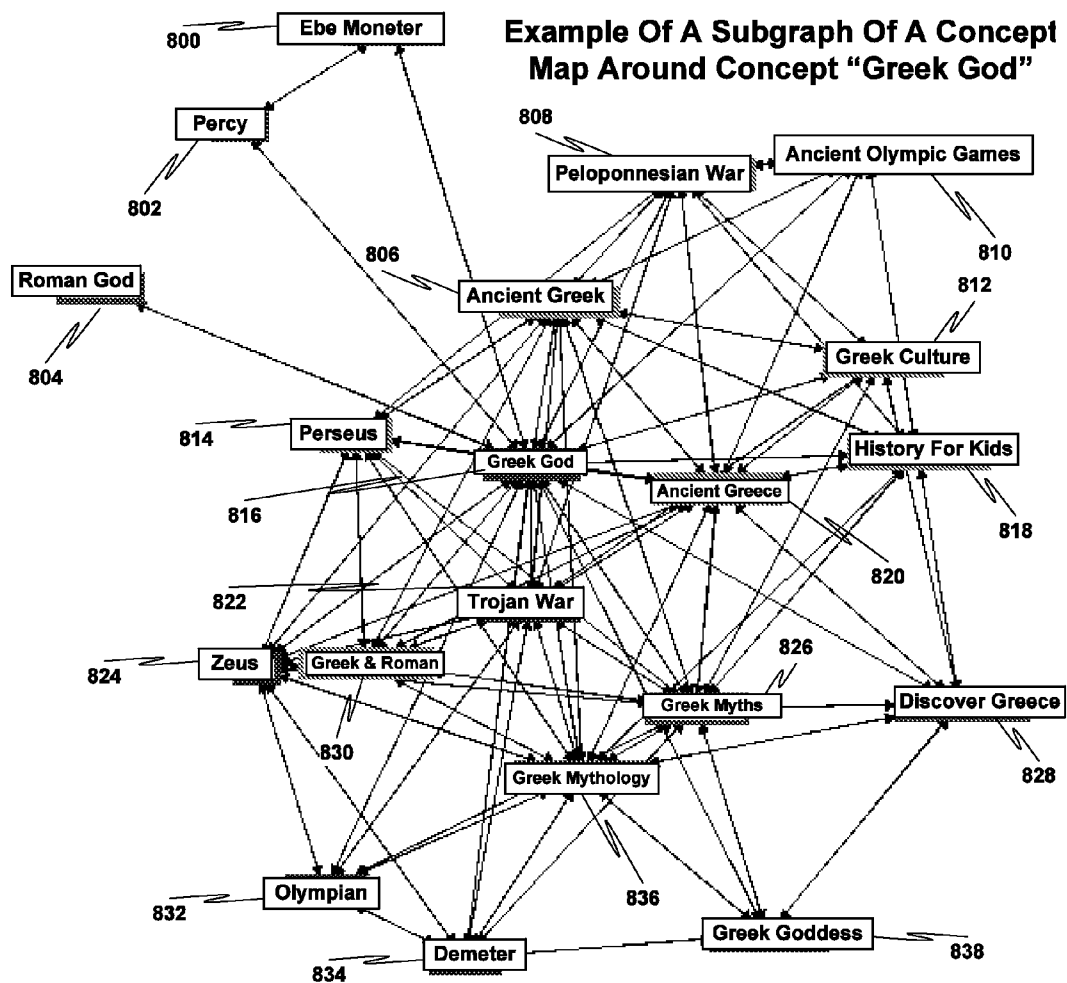 Example Of A Subgraph Of A Concept
Map Around Concept “Greek God”
800
Ebe Moneter
Percy
802
808
Peloponnesian War
Ancient Olympic Games
810
Roman God
804
806
Ancient Greek
812
Greek Culture
814
Perseus
Greek God
816
History For Kids
818
Ancient Greece
820
822
Trojan War
824
Zeus
Greek & Roman
830
826
Greek Myths
Discover Greece
828
Greek Mythology
836
Olympian
832
Demeter
834
Greek Goddess
838